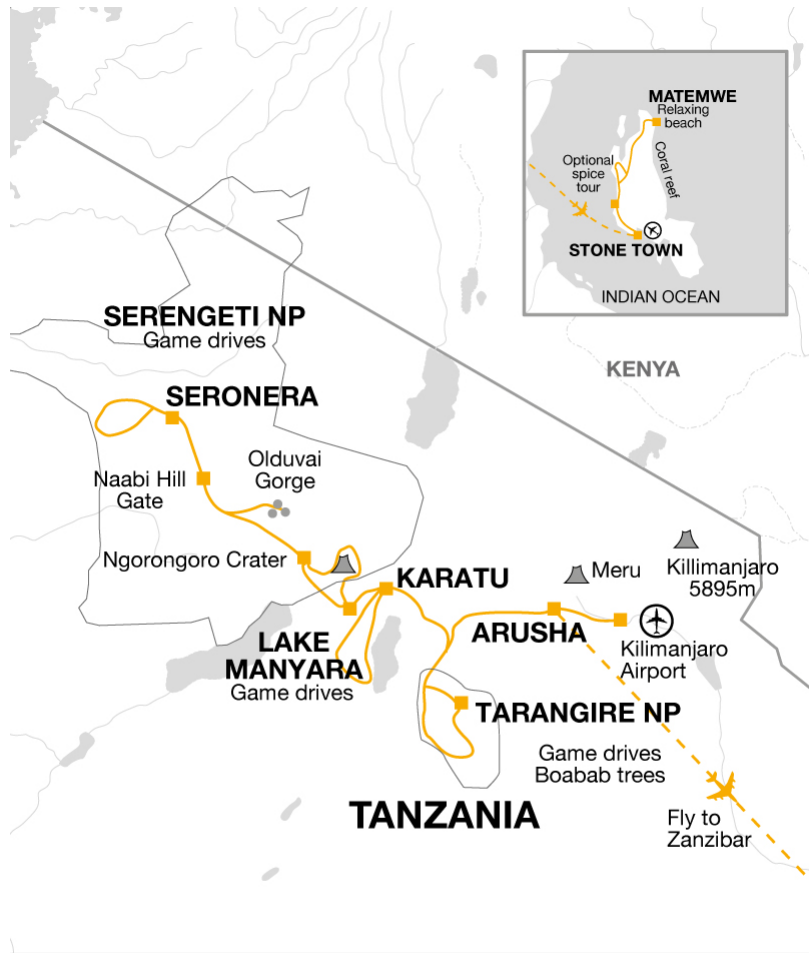 MATEMWE
Relaxing
beach
Optional
spice
tour
Coral reef
STONE TOWN
INDIAN OCEAN
SERENGETI NP
Game drives
KENYA
SERONERA
Naabi Hill
Gate
Olduvai
Gorge
Ngorongoro Crater
KARATU
Meru
Killimanjaro
5895m
LAKE
MANYARA
Game drives
ARUSHA
Kilimanjaro
Airport
TARANGIRE NP
Game drives
Boabab trees
TANZANIA
Fly to
Zanzibar